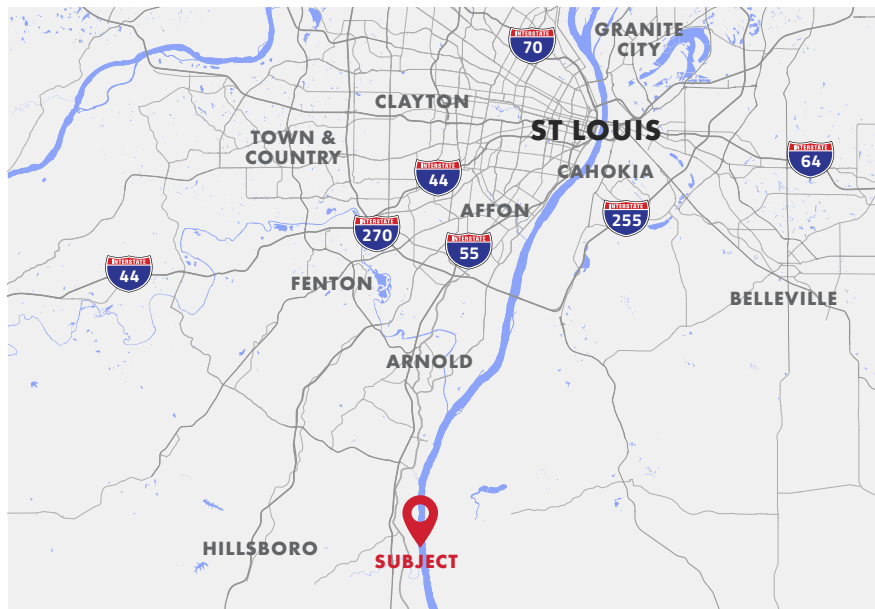 GRANITE
CITY
INTERSTATE
70
CLAYTON
ST LOUIS
TOWN &
COUNTRY
INTERSTATE
64
CAHOKIA
INTERSTATE
44
AFFON
INTERSTATE
255
INTERSTATE
270
INTERSTATE
55
INTERSTATE
44
FENTON
BELLEVILLE
ARNOLD
HILLSBORO
SUBJECT